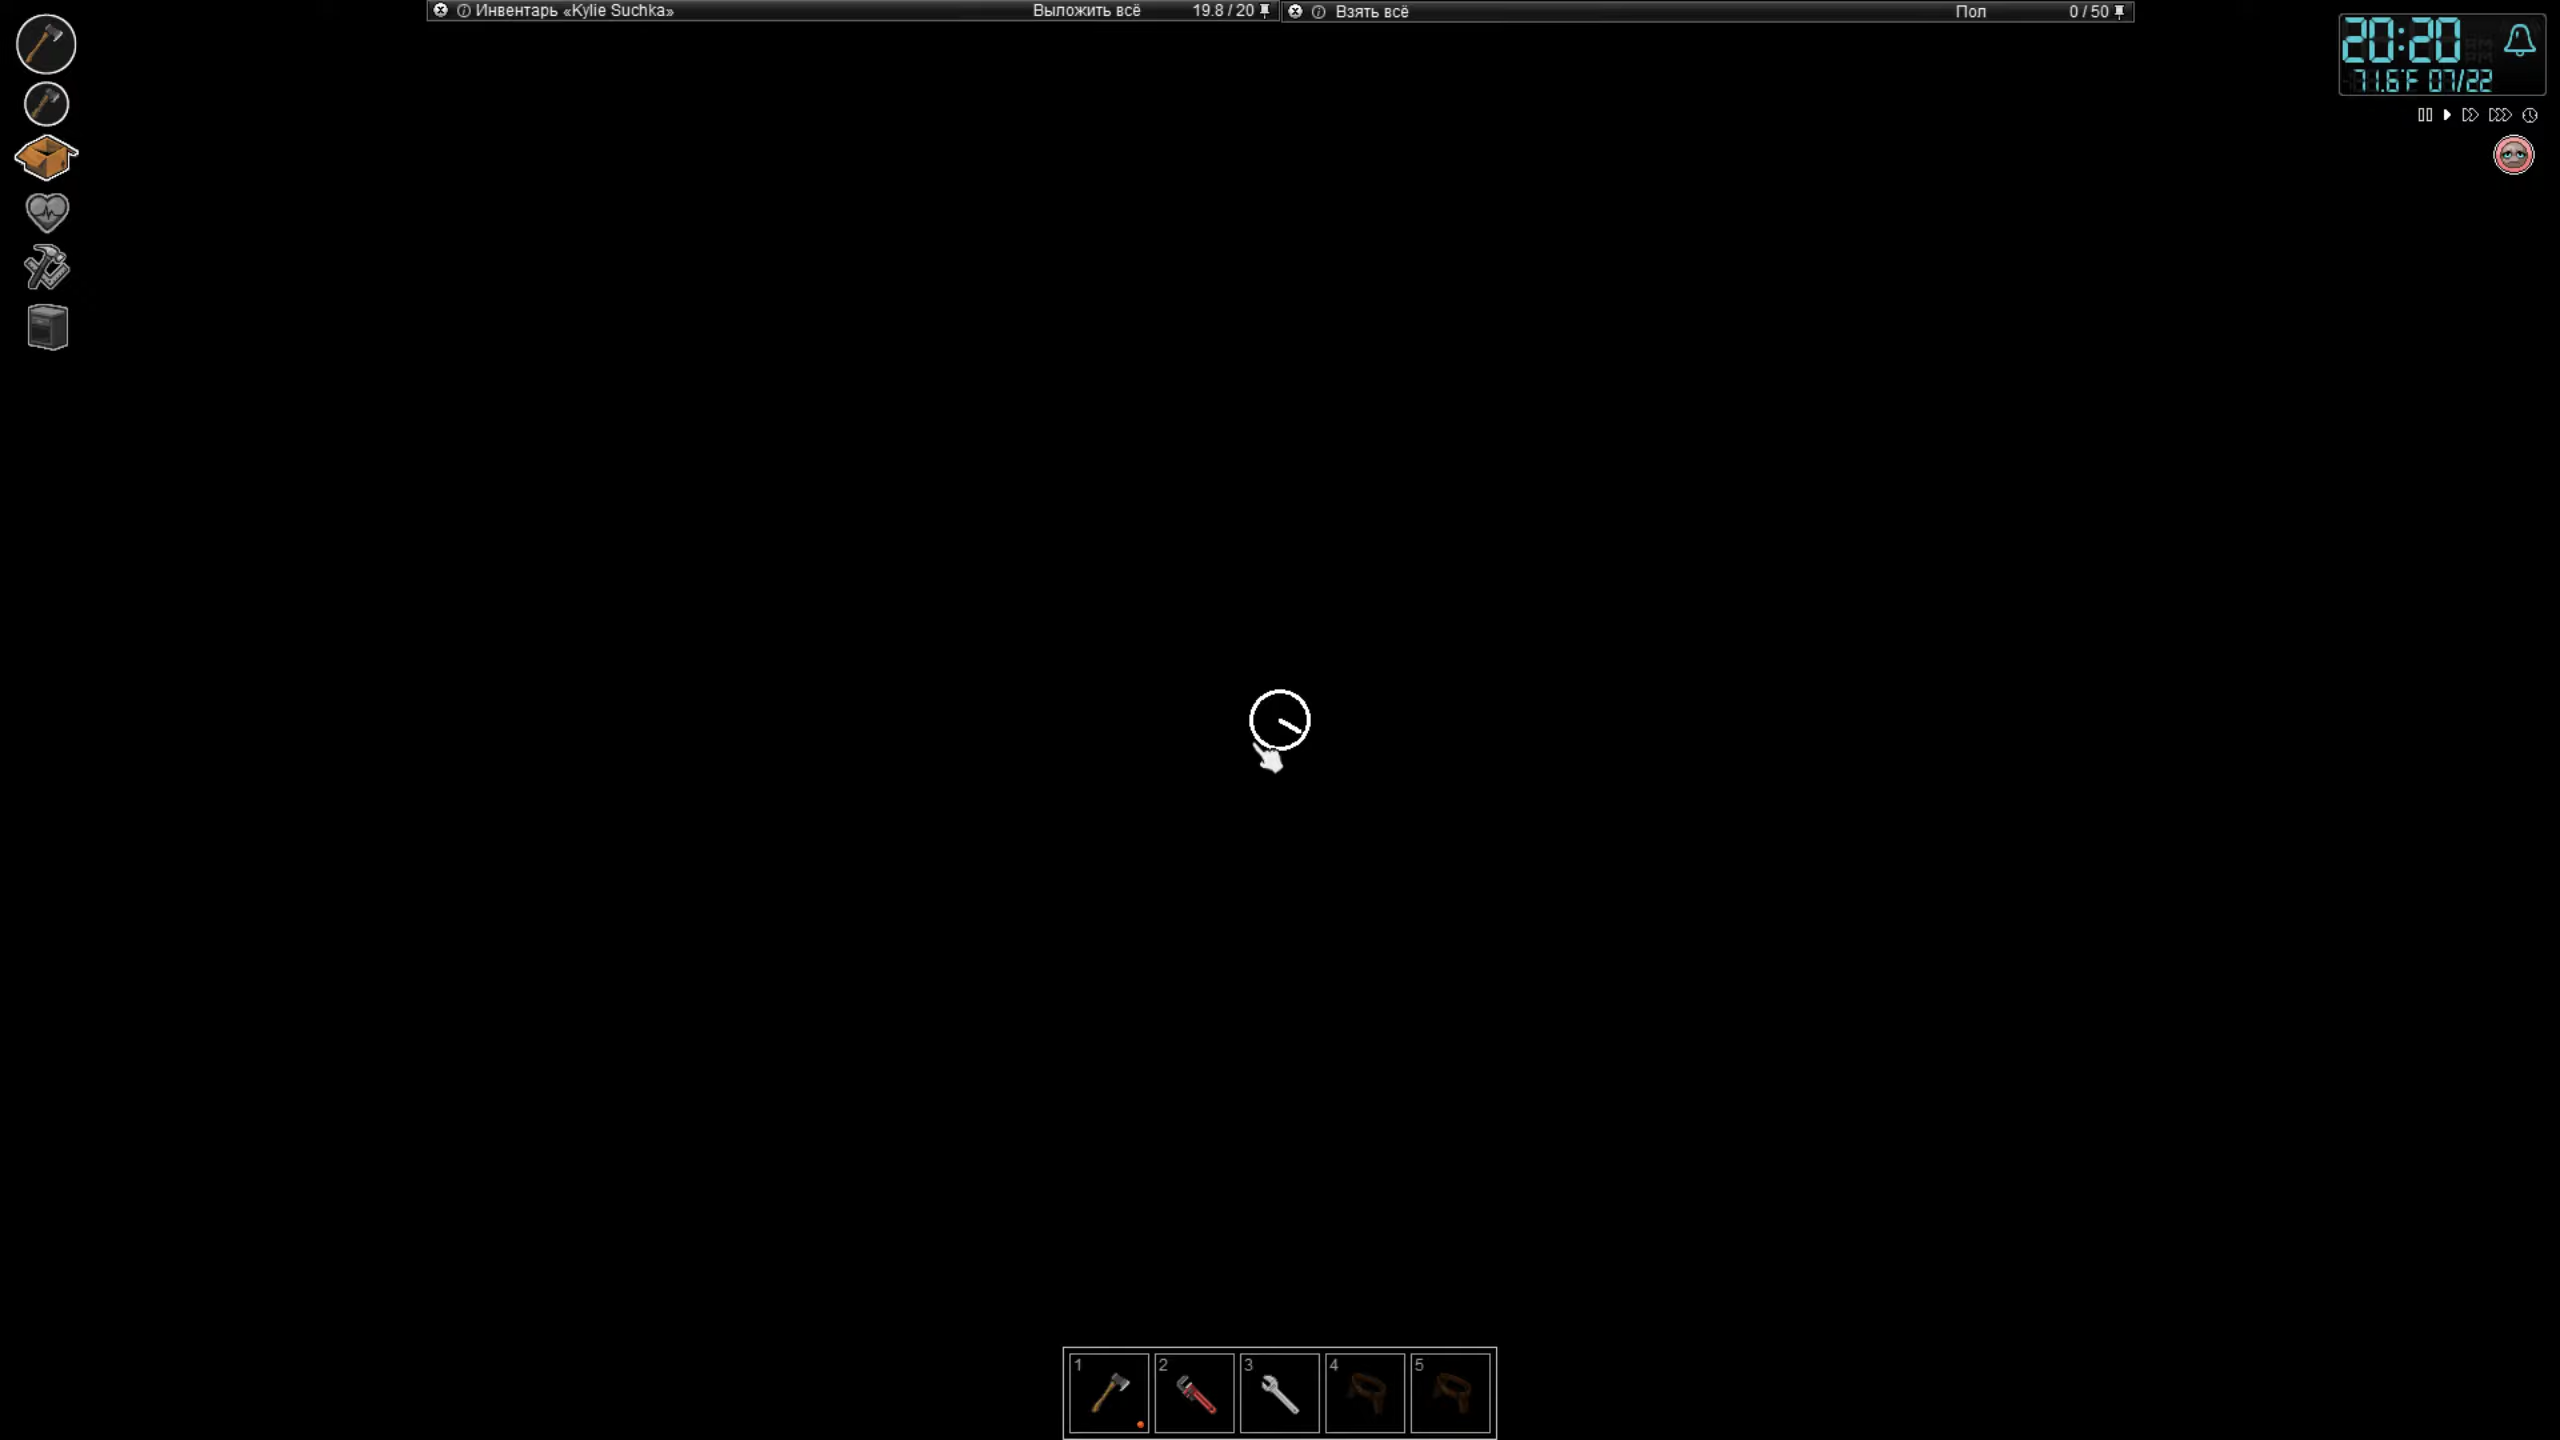 Инвентарь «Kylie Suchka» Выложить всё 19.8 / 20
Взять всё Пол 0 / 50
20:20
71.6°F 07/22
1 2 3 4 5